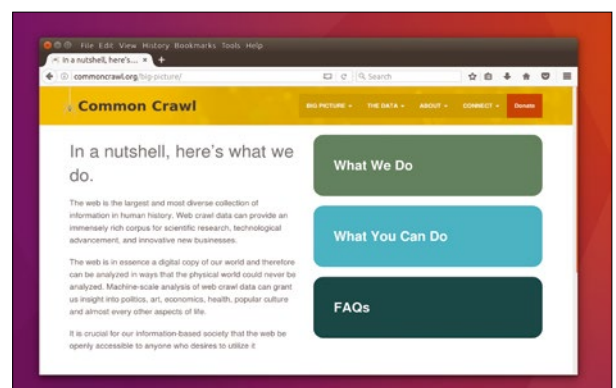 File Edit View History Bookmarks Tools Help
In a nutshell, here's...
commoncrawl.org/big-picture/
Search
Common Crawl
BIG PICTURE
THE DATA
ABOUT
CONNECT
Donate
In a nutshell, here's what we
do.
The web is the largest and most diverse collection of
information in human history. Web crawl data can provide an
immensely rich corpus for scientific research, technological
advancement, and innovative new businesses.
The web is in essence a digital copy of our world and therefore
can be analyzed in ways that the physical world could never be
analyzed. Machine-scale analysis of web crawl data can grant
us insight into politics, art, economics, health, popular culture
and almost every other aspects of life.
It is crucial for our information-based society that the web be
openly accessible to anyone who desires to utilize it
What We Do
What You Can Do
FAQs